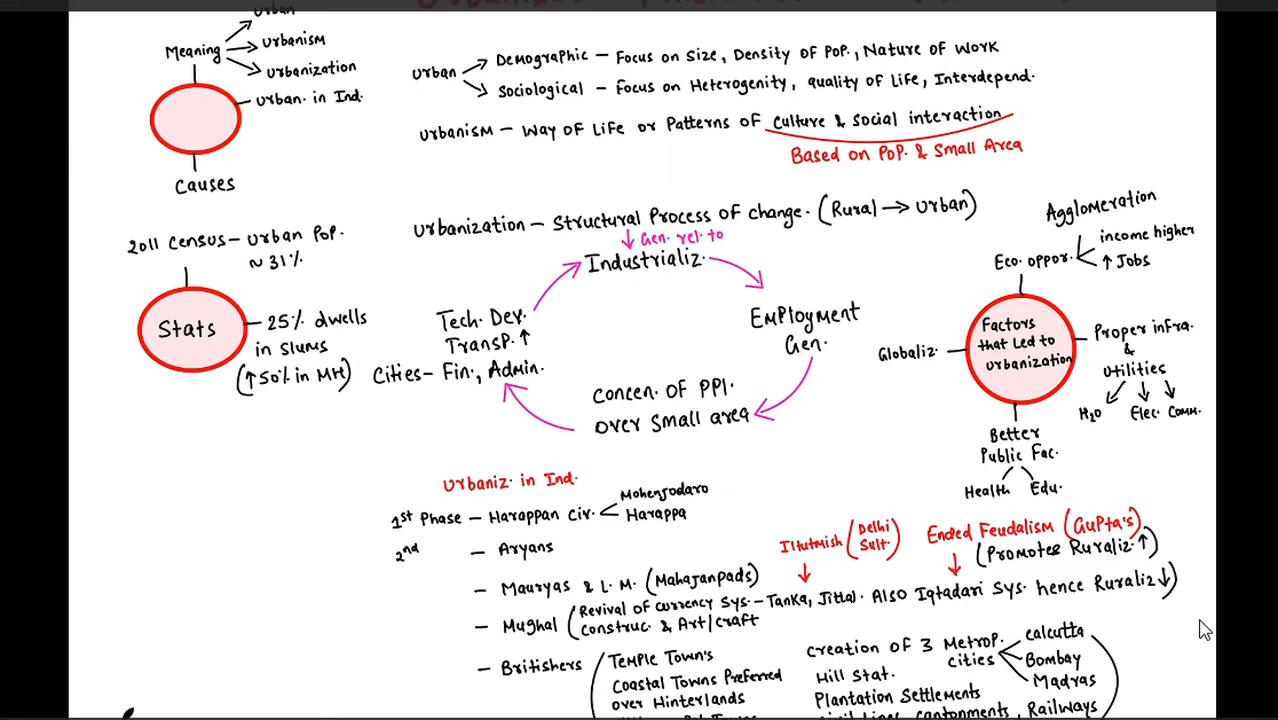 Urban
Meaning
Urbanism
Urbanization
Urban. in Ind.
Causes
Urban
Demographic – Focus on Size, Density of Pop., Nature of Work
Sociological – Focus on Heterogenity, quality of Life, Interdepend.
Urbanism – Way of Life or Patterns of Culture & Social interaction
Based on Pop. & Small Area
Urbanization – Structural Process of change. (Rural → Urban)
↓ Gen. rel. to
Industrializ.
Employment
Gen.
Concen. of PPl.
over Small area
Tech. Dev.
Transp. ↑
Cities – Fin., Admin.
2011 Census – Urban Pop.
~ 31%
Stats
25% dwells
in Slums
(↑50% in MH)
Agglomeration
Eco. oppor.
income higher
↑ Jobs
Factors
that Led to
urbanization
Globaliz.
Proper infra.
&
utilities
H2O
Elec.
Comm.
Better
Public Fac.
Health
Edu.
Urbaniz. in Ind.
1st Phase – Harappan Civ.
Mohenjodaro
Harappa
2nd – Aryans
– Mauryas & L.M. (Mahajanpads)
Iltutmish (Delhi Sult.)
Ended Feudalism (Gupta's)
(Promotes Ruraliz. ↑)
– Mughal (Revival of currency Sys. – Tanka, Jittal. Also Iqtadari Sys. hence Ruraliz ↓)
Construc. & Art/craft
– Britishers
Temple Town's
Coastal Towns Preferred
over Hinterlands
Creation of 3 Metrop.
cities
Calcutta
Bombay
Madras
Hill Stat.
Plantation Settlements
Civil Lines, cantonments, Railways